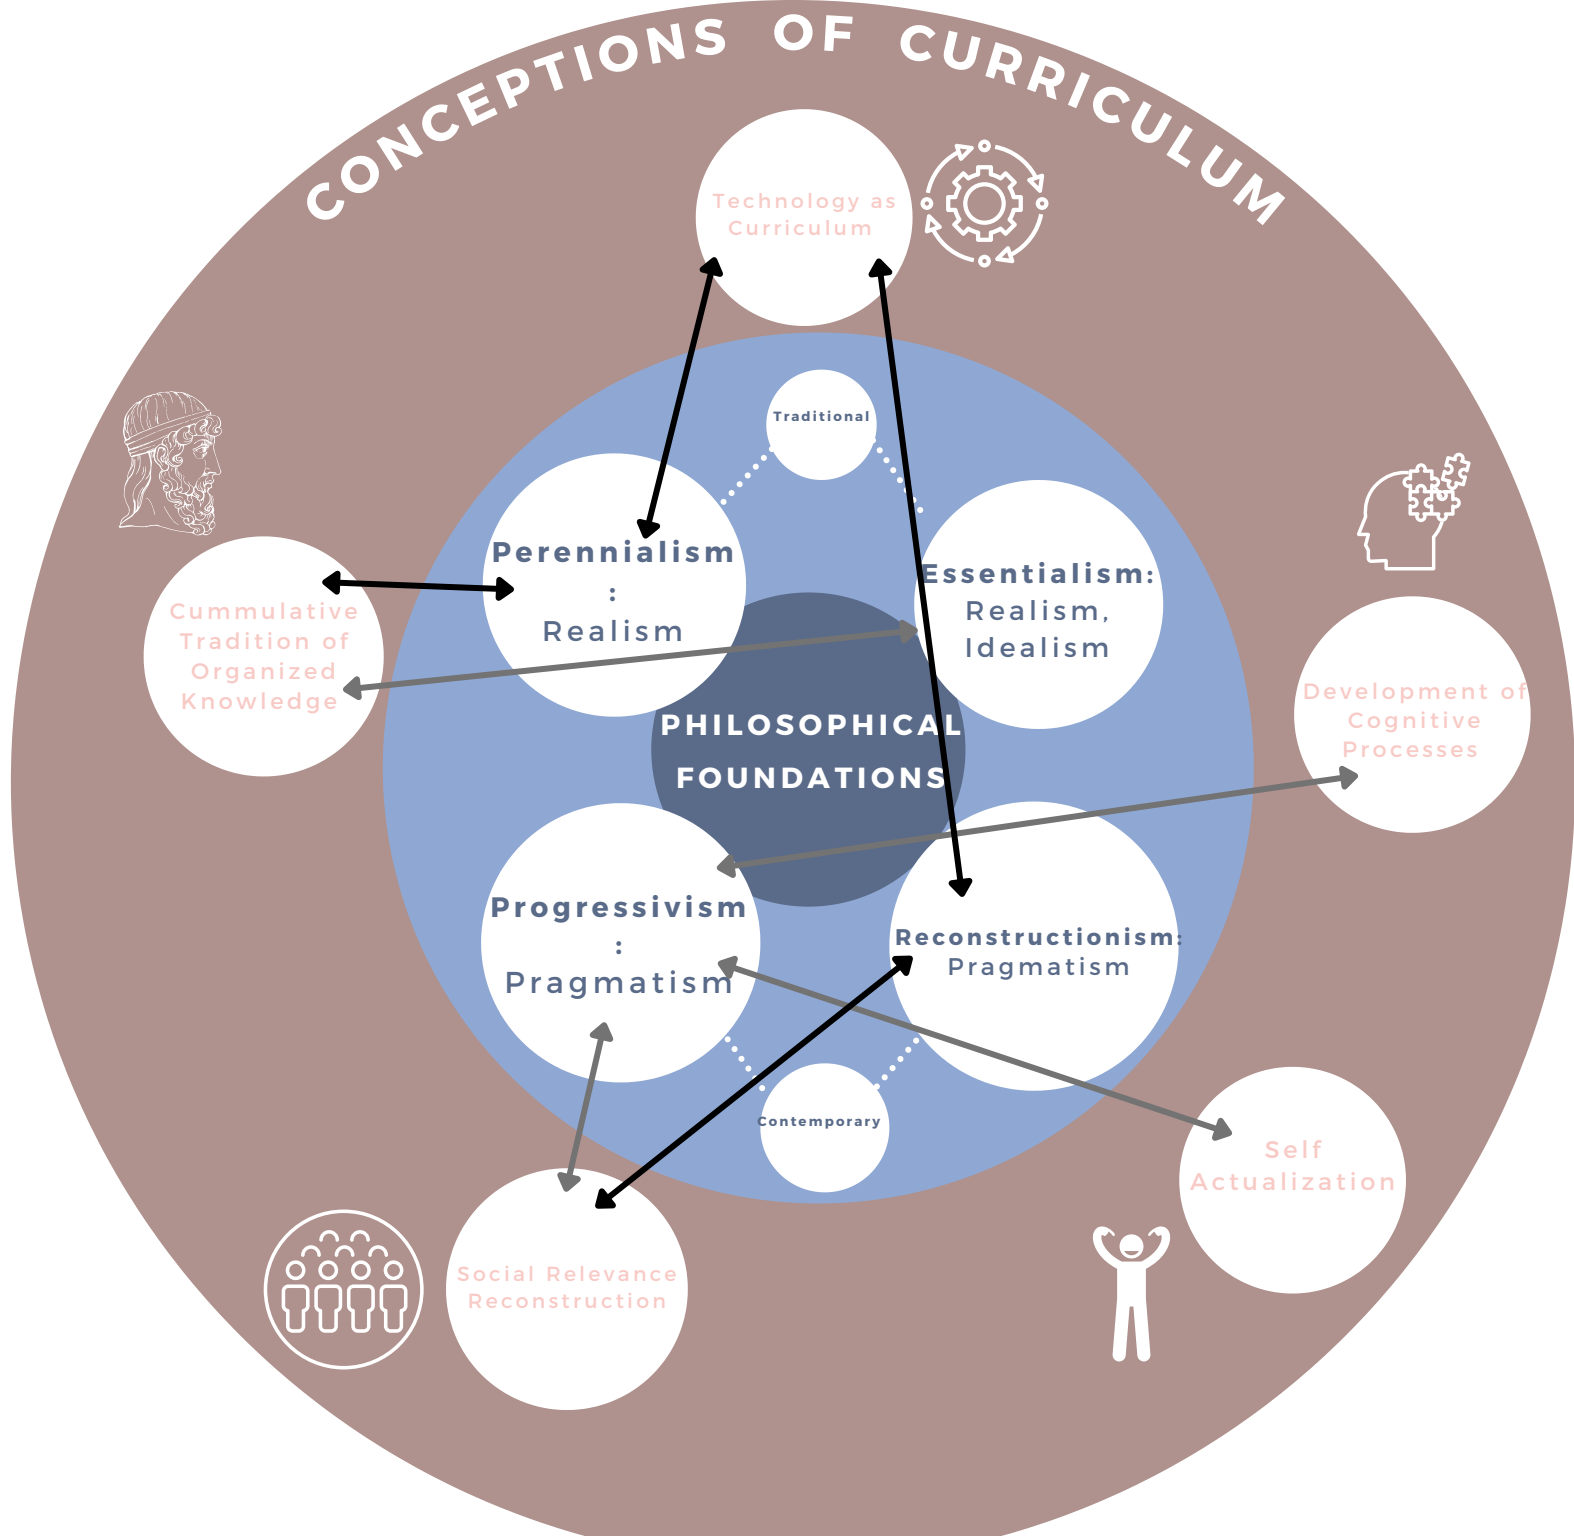 CONCEPTIONS OF CURRICULUM
Technology as
Curriculum
Traditional
Perennialism
:
Realism
Essentialism:
Realism,
Idealism
Cummulative
Tradition of
Organized
Knowledge
Development of
Cognitive
Processes
PHILOSOPHICAL
FOUNDATIONS
Progressivism
:
Pragmatism
Reconstructionism:
Pragmatism
Contemporary
Self
Actualization
Social Relevance
Reconstruction